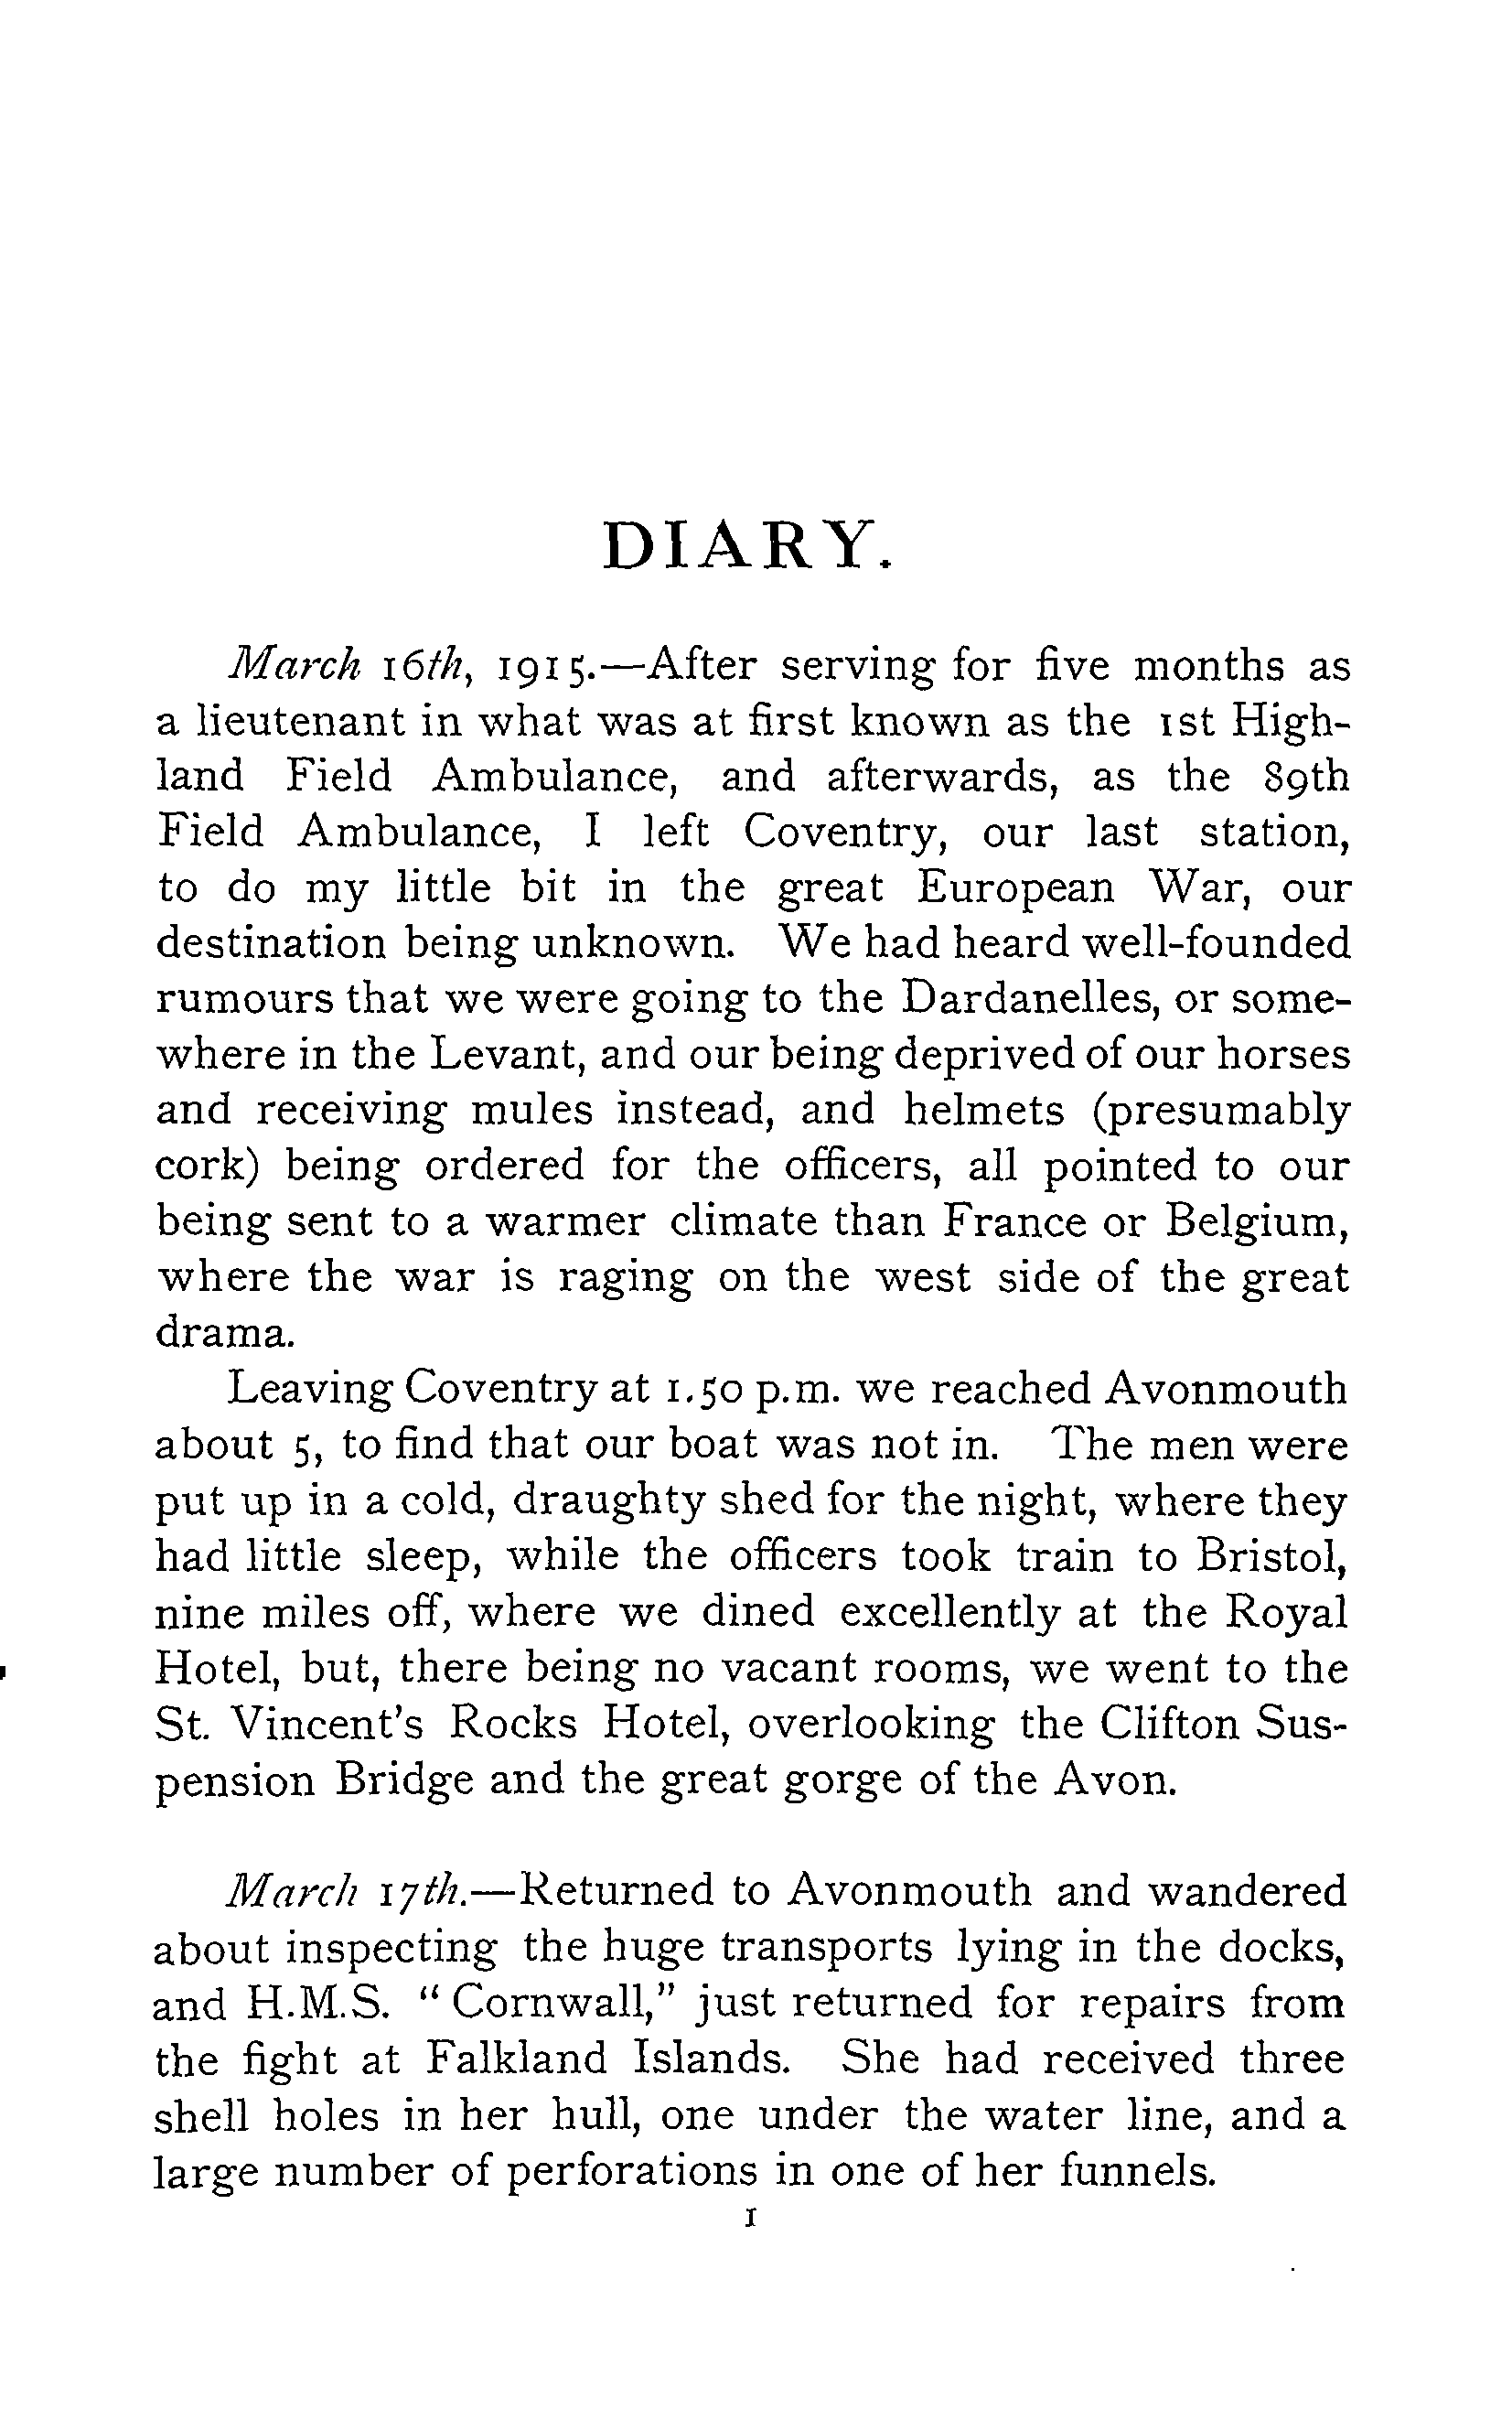 DIARY.
March 16th, 1915.—After serving for five months as
a lieutenant in what was at first known as the 1st High-
land Field Ambulance, and afterwards, as the 89th
Field Ambulance, I left Coventry, our last station,
to do my little bit in the great European War, our
destination being unknown. We had heard well-founded
rumours that we were going to the Dardanelles, or some-
where in the Levant, and our being deprived of our horses
and receiving mules instead, and helmets (presumably
cork) being ordered for the officers, all pointed to our
being sent to a warmer climate than France or Belgium,
where the war is raging on the west side of the great
drama.
Leaving Coventry at 1.50 p.m. we reached Avonmouth
about 5, to find that our boat was not in. The men were
put up in a cold, draughty shed for the night, where they
had little sleep, while the officers took train to Bristol,
nine miles off, where we dined excellently at the Royal
Hotel, but, there being no vacant rooms, we went to the
St. Vincent's Rocks Hotel, overlooking the Clifton Sus-
pension Bridge and the great gorge of the Avon.
March 17th.—Returned to Avonmouth and wandered
about inspecting the huge transports lying in the docks,
and H.M.S. "Cornwall," just returned for repairs from
the fight at Falkland Islands. She had received three
shell holes in her hull, one under the water line, and a
large number of perforations in one of her funnels.
1